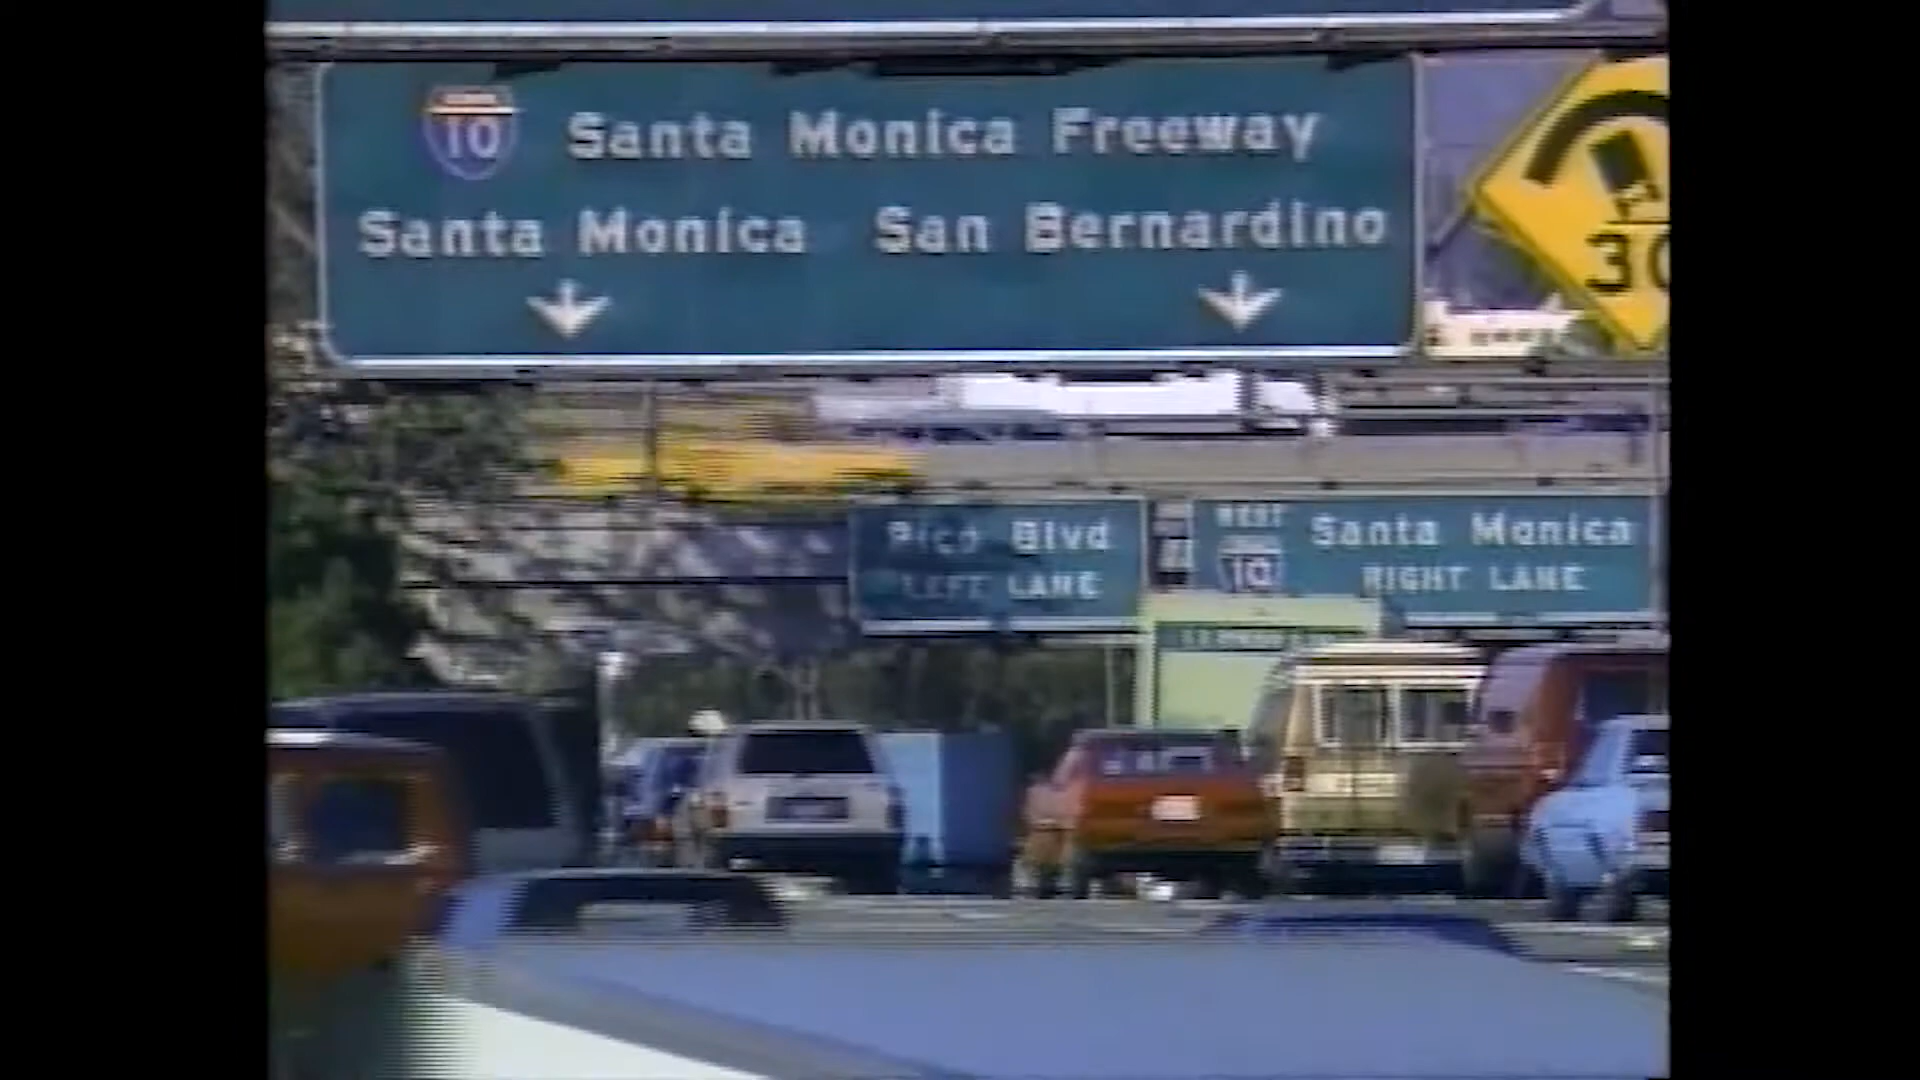 10 Santa Monica Freeway
Santa Monica San Bernardino
30
Pico Blvd
LEFT LANE
WEST
10 Santa Monica
RIGHT LANE